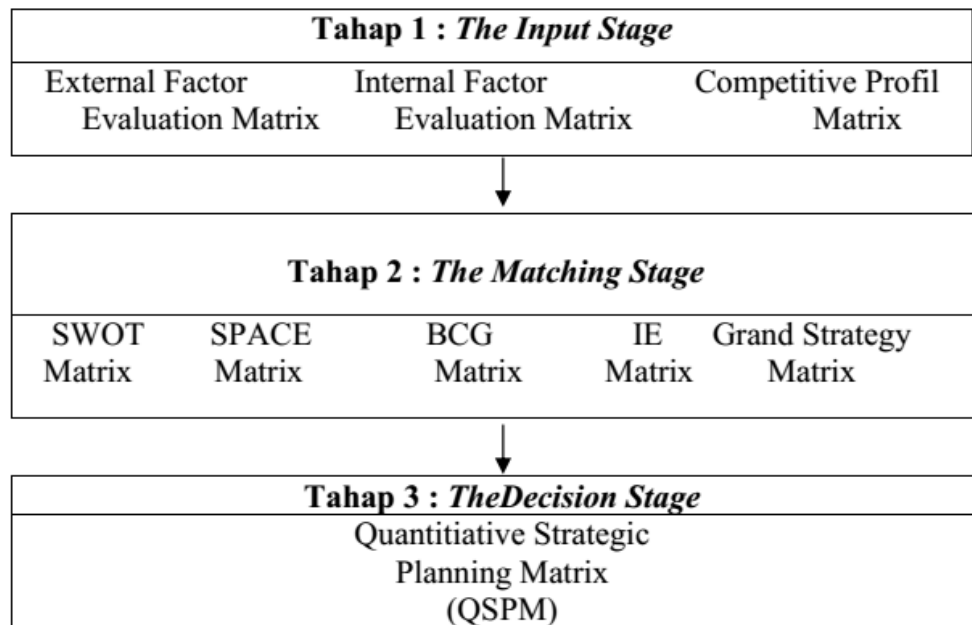 Tahap 1 : The Input Stage
External Factor Internal Factor Competitive Profil
Evaluation Matrix Evaluation Matrix Matrix
Tahap 2 : The Matching Stage
SWOT SPACE BCG IE Grand Strategy
Matrix Matrix Matrix Matrix Matrix
Tahap 3 : TheDecision Stage
Quantitiative Strategic
Planning Matrix
(QSPM)